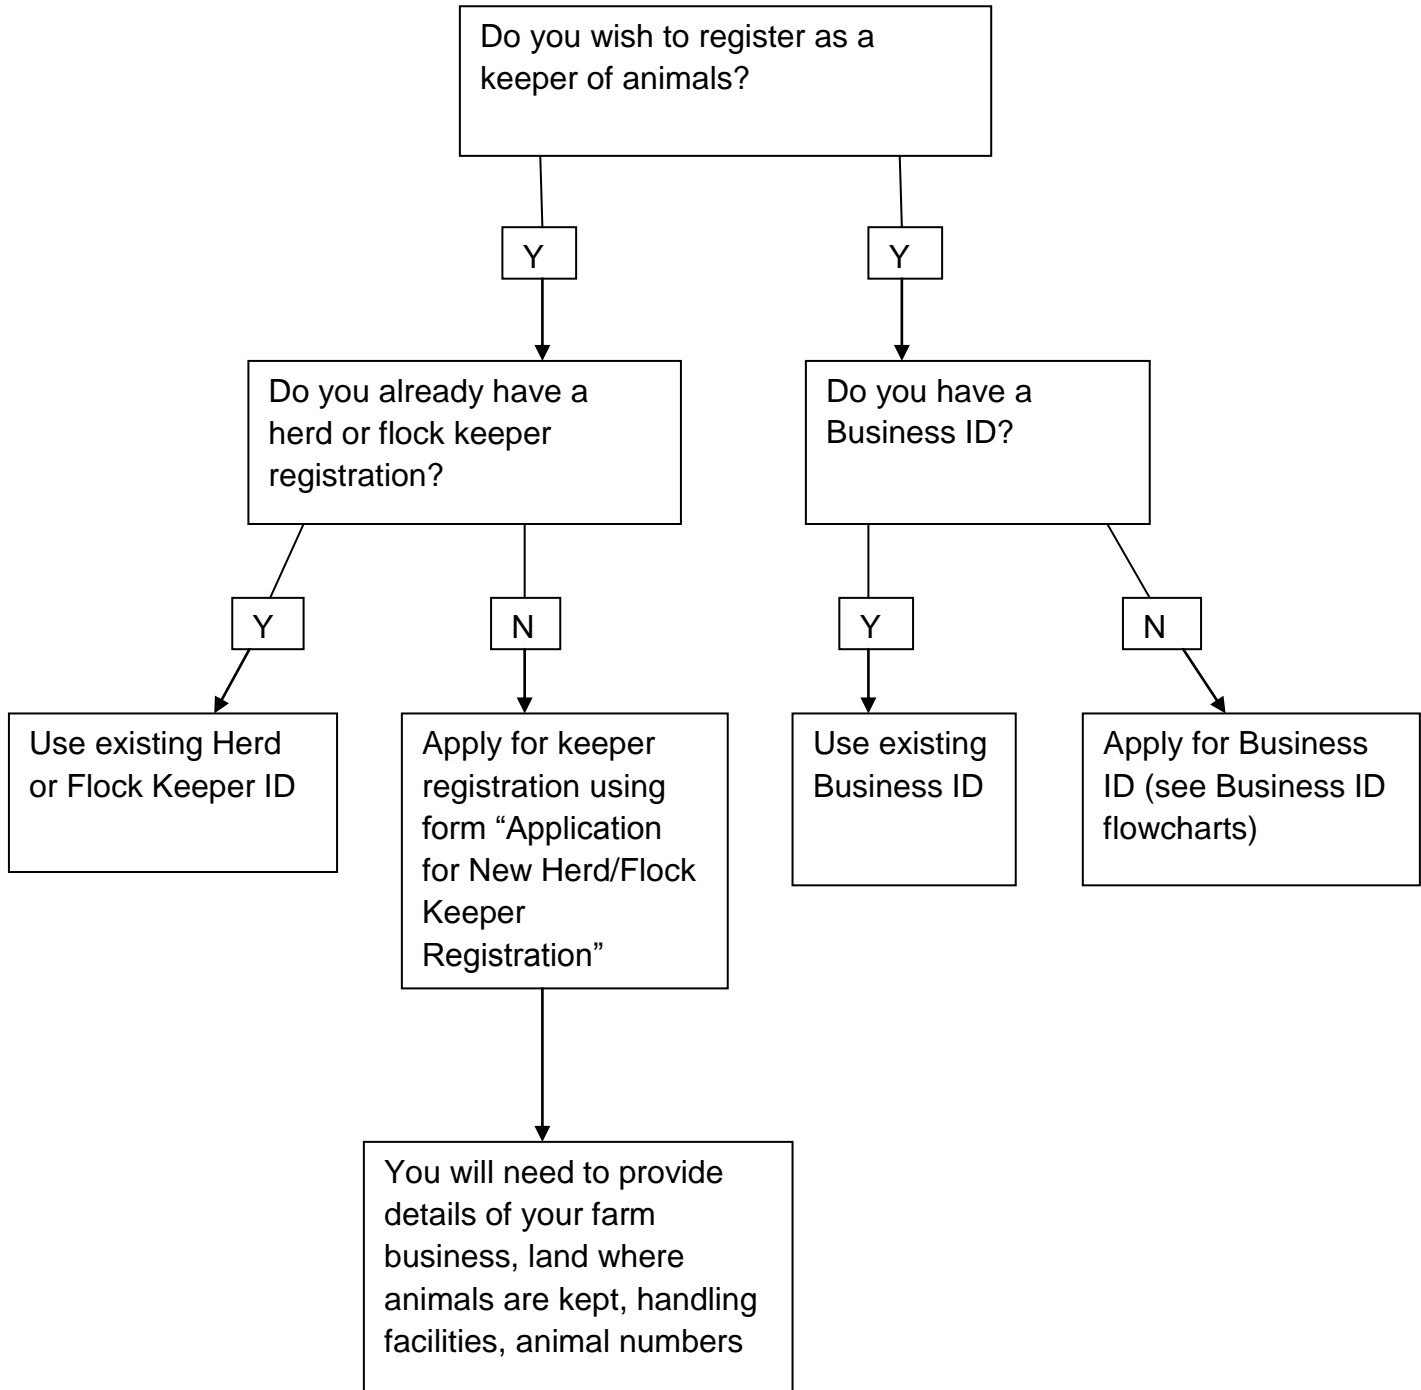 Do you wish to register as a
keeper of animals?
Y
Y
Do you already have a
herd or flock keeper
registration?
Do you have a
Business ID?
Y
N
Y
N
Use existing Herd
or Flock Keeper ID
Apply for keeper
registration using
form “Application
for New Herd/Flock
Keeper
Registration”
Use existing
Business ID
Apply for Business
ID (see Business ID
flowcharts)
You will need to provide
details of your farm
business, land where
animals are kept, handling
facilities, animal numbers